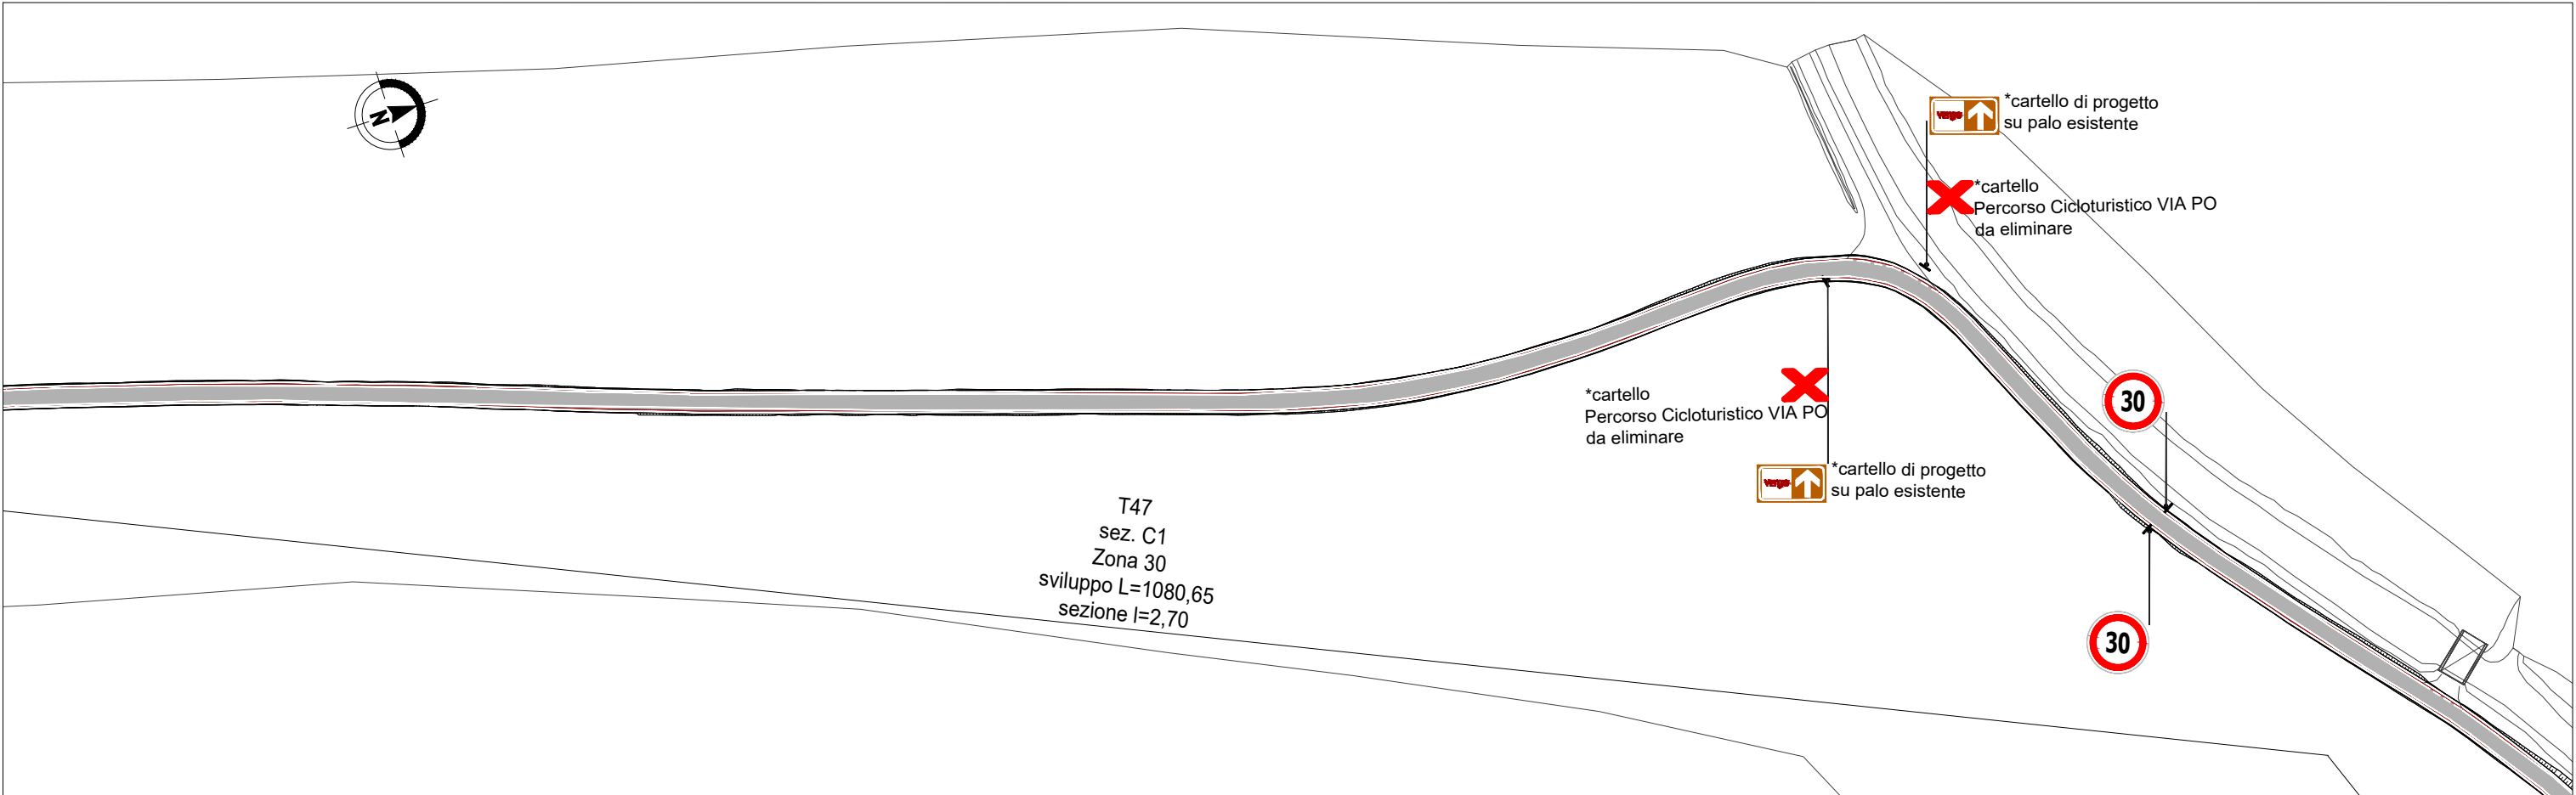 N
vento
*cartello di progetto
su palo esistente
*cartello
Percorso Cicloturistico VIA PO
da eliminare
30
*cartello
Percorso Cicloturistico VIA PO
da eliminare
vento
*cartello di progetto
su palo esistente
T47
sez. C1
Zona 30
sviluppo L=1080,65
sezione l=2,70
30